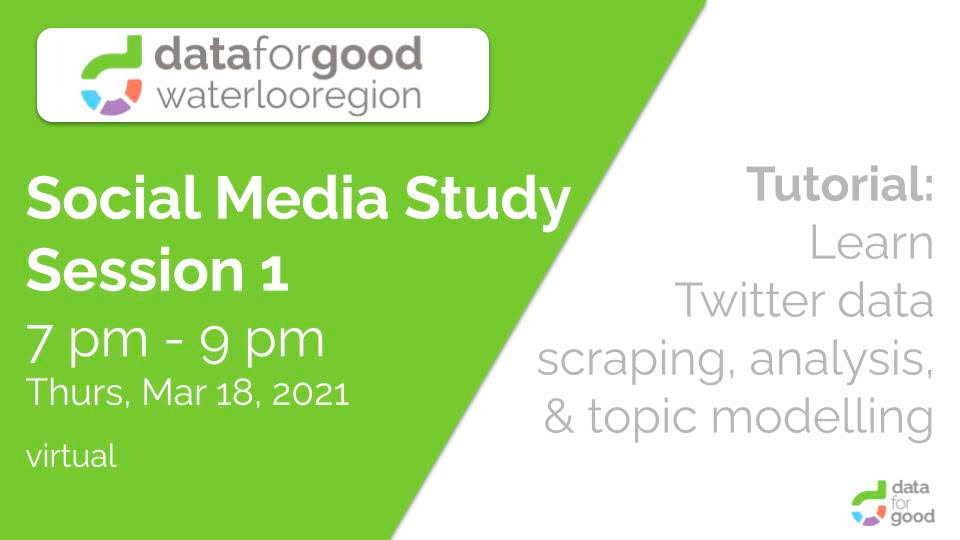 dataforgood
waterlooregion
Social Media Study
Session 1
7 pm - 9 pm
Thurs, Mar 18, 2021
virtual
Tutorial:
Learn
Twitter data
scraping, analysis,
& topic modelling
data
for
good